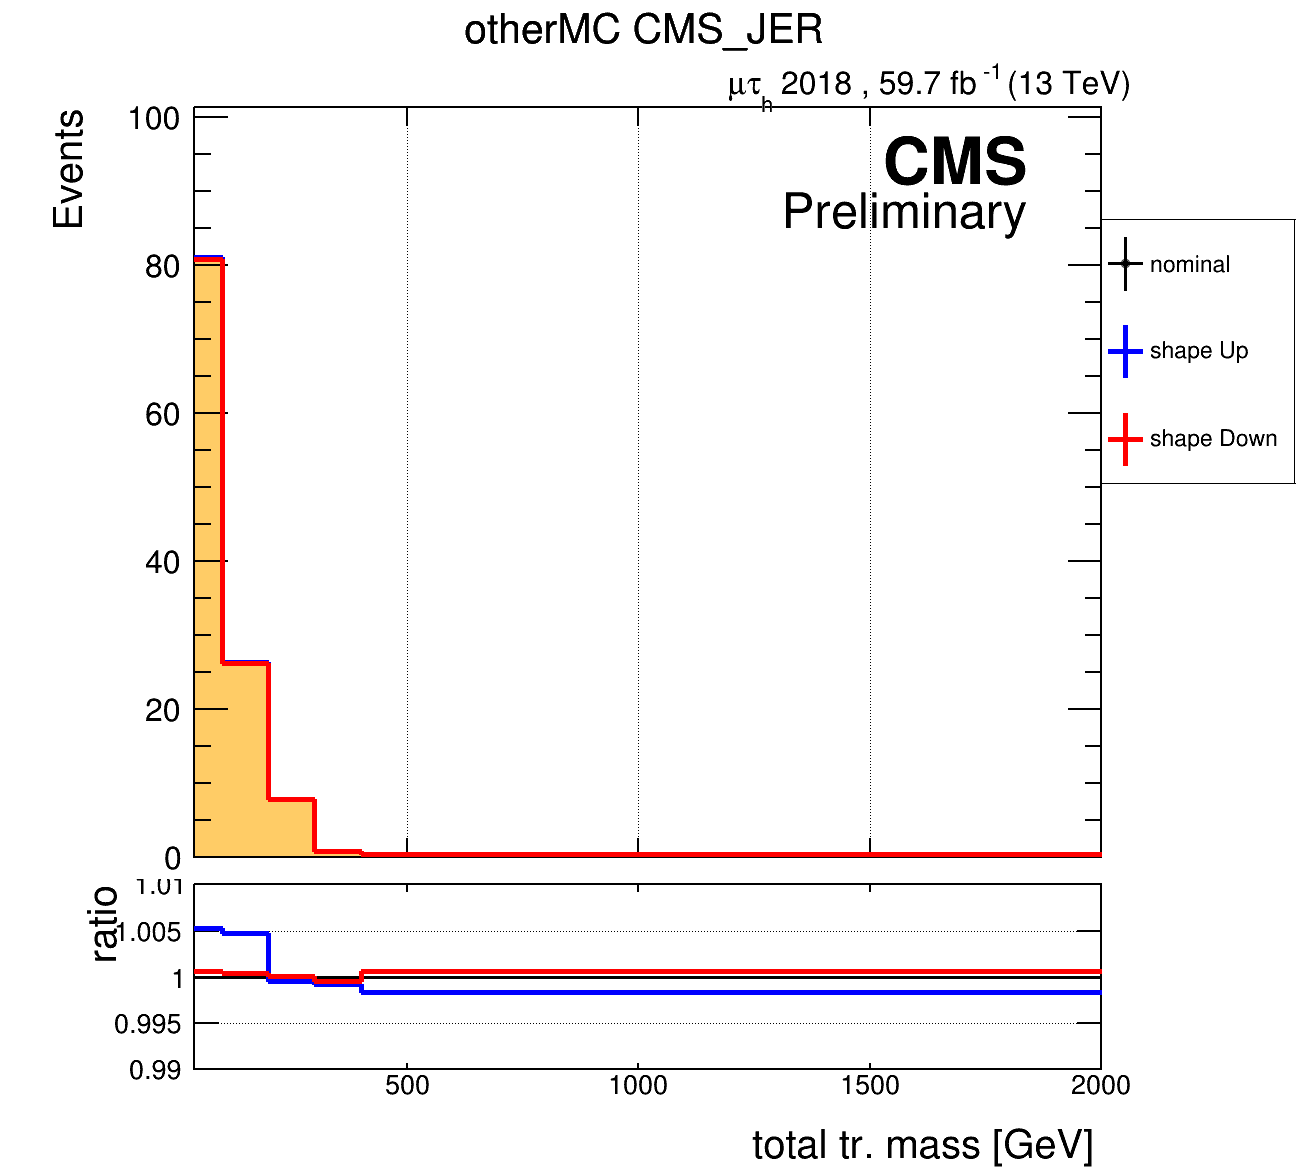 otherMC CMS_JER
μτh 2018 , 59.7 fb-1 (13 TeV)
Events
100
80
60
40
20
0
CMS
Preliminary
nominal
shape Up
shape Down
ratio
1.01
1.005
1
0.995
0.99
500
1000
1500
2000
total tr. mass [GeV]